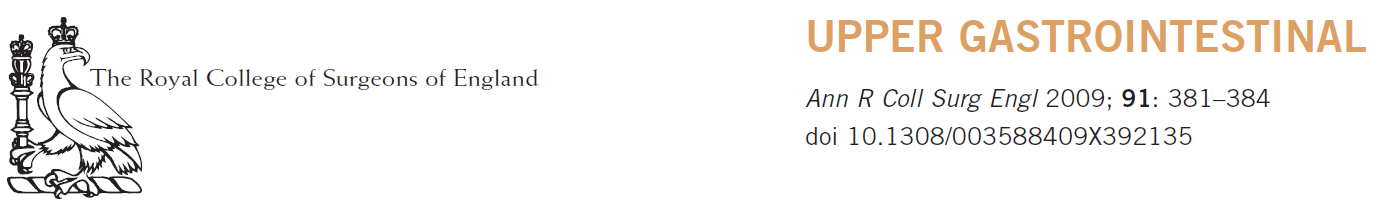 The Royal College of Surgeons of England
UPPER GASTROINTESTINAL
Ann R Coll Surg Engl 2009; 91: 381–384
doi 10.1308/003588409X392135